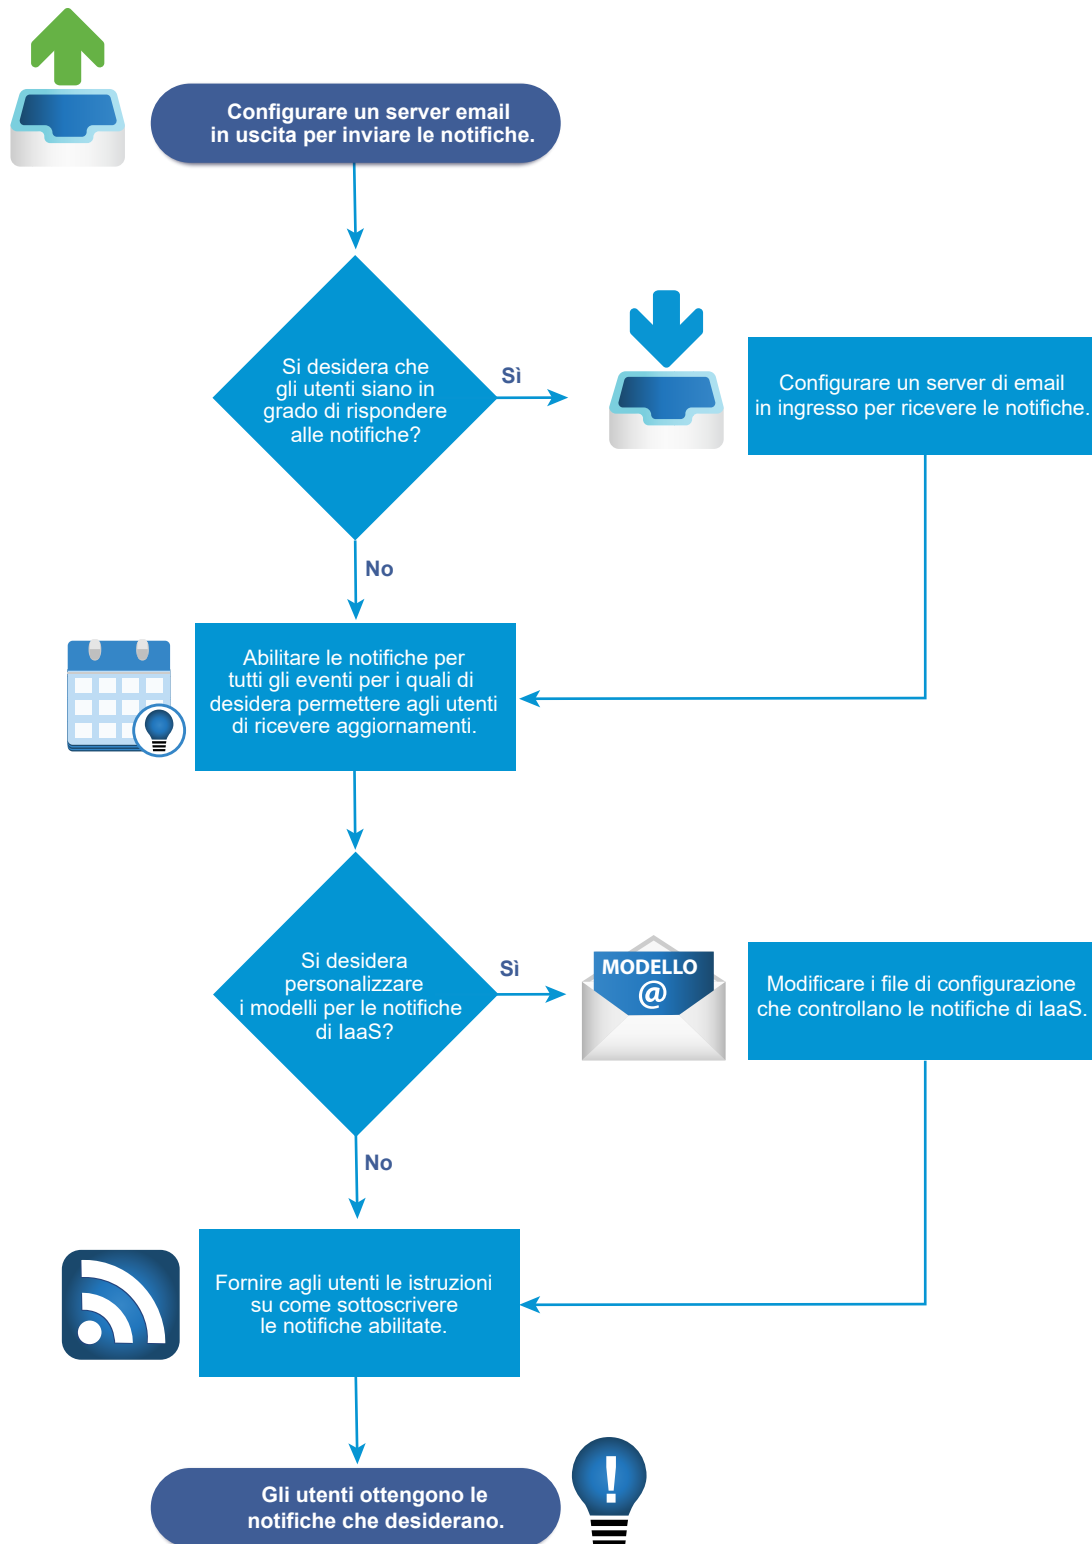 Configurare un server email
in uscita per inviare le notifiche.
Si desidera che
gli utenti siano in
grado di rispondere
alle notifiche?
Sì
Configurare un server di email
in ingresso per ricevere le notifiche.
No
Abilitare le notifiche per
tutti gli eventi per i quali di
desidera permettere agli utenti
di ricevere aggiornamenti.
Si desidera
personalizzare
i modelli per le notifiche
di IaaS?
Sì
MODELLO
@
Modificare i file di configurazione
che controllano le notifiche di IaaS.
No
Fornire agli utenti le istruzioni
su come sottoscrivere
le notifiche abilitate.
Gli utenti ottengono le
notifiche che desiderano.
!